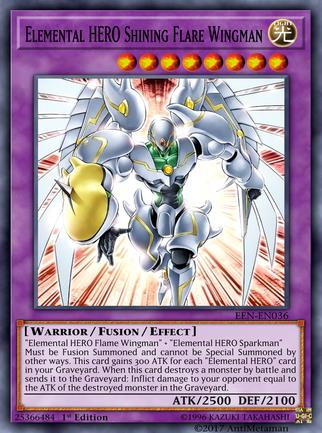 Elemental HERO Shining Flare Wingman
LIGHT
光
EEN-EN036
[Warrior / Fusion / Effect]
"Elemental HERO Flame Wingman" + "Elemental HERO Sparkman"
Must be Fusion Summoned and cannot be Special Summoned by
other ways. This card gains 300 ATK for each "Elemental HERO" card
in your Graveyard. When this card destroys a monster by battle and
sends it to the Graveyard: Inflict damage to your opponent equal to
the ATK of the destroyed monster in the Graveyard.
ATK/2500 DEF/2100
25366484 1st Edition ©1996 KAZUKI TAKAHASHI
©2017 AntiMetaman